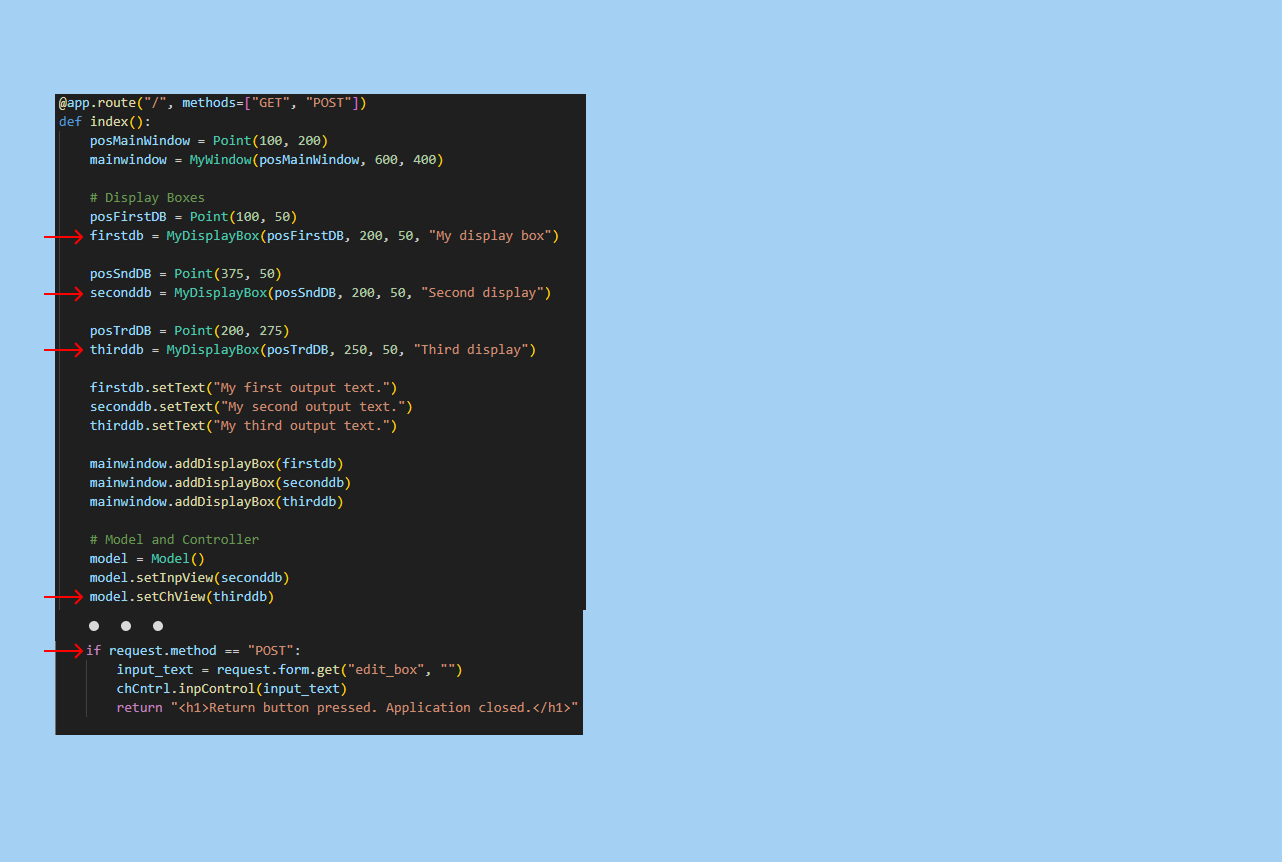 @app.route("/", methods=["GET", "POST"])
def index():
    posMainWindow = Point(100, 200)
    mainwindow = MyWindow(posMainWindow, 600, 400)

    # Display Boxes
    posFirstDB = Point(100, 50)
    firstdb = MyDisplayBox(posFirstDB, 200, 50, "My display box")

    posSndDB = Point(375, 50)
    seconddb = MyDisplayBox(posSndDB, 200, 50, "Second display")

    posTrdDB = Point(200, 275)
    thirddb = MyDisplayBox(posTrdDB, 250, 50, "Third display")

    firstdb.setText("My first output text.")
    seconddb.setText("My second output text.")
    thirddb.setText("My third output text.")

    mainwindow.addDisplayBox(firstdb)
    mainwindow.addDisplayBox(seconddb)
    mainwindow.addDisplayBox(thirddb)

    # Model and Controller
    model = Model()
    model.setInpView(seconddb)
    model.setChView(thirddb)
    if request.method == "POST":
        input_text = request.form.get("edit_box", "")
        chCntrl.inpControl(input_text)
        return "<h1>Return button pressed. Application closed.</h1>"